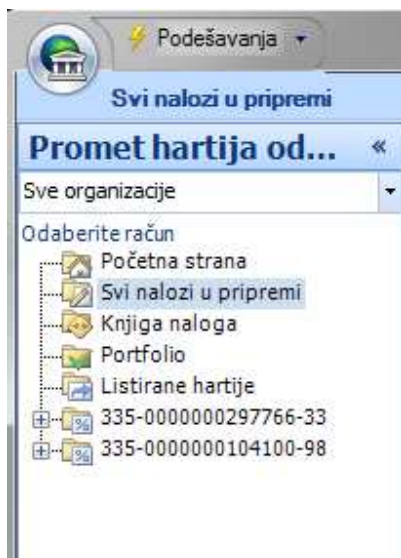 Podešavanja
Svi nalozi u pripremi
Promet hartija od...
Sve organizacije
Odaberite račun
Početna strana
Svi nalozi u pripremi
Knjiga naloga
Portfolio
Listirane hartije
335-0000000297766-33
335-0000000104100-98